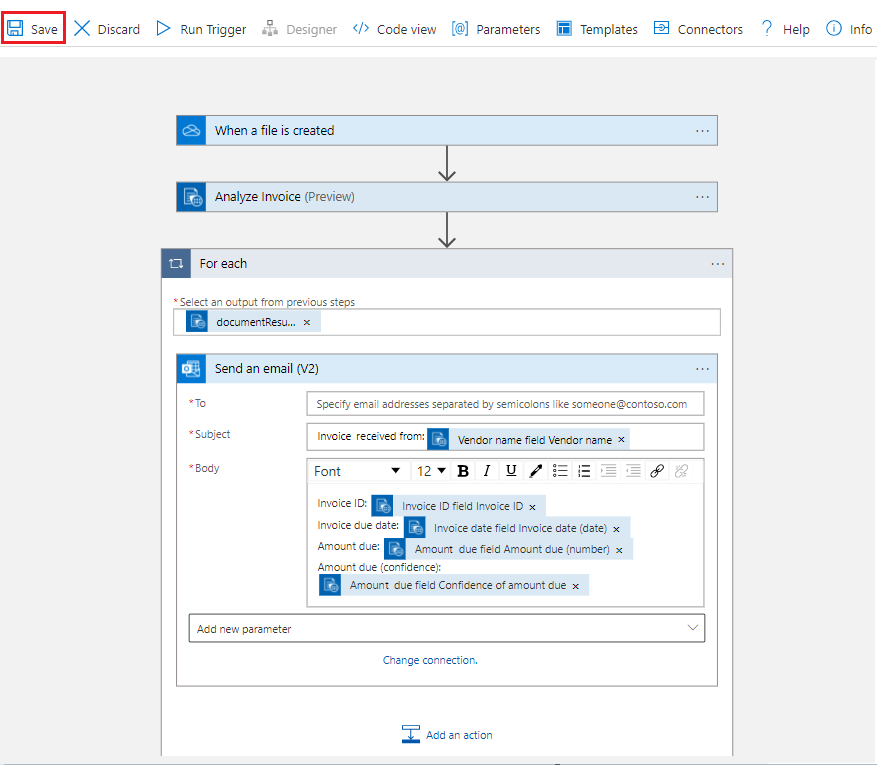 Save Discard Run Trigger Designer Code view Parameters Templates Connectors Help Info
When a file is created
Analyze Invoice (Preview)
For each
*Select an output from previous steps
documentResu... ×
Send an email (V2)
*To Specify email addresses separated by semicolons like someone@contoso.com
*Subject Invoice received from: Vendor name field Vendor name ×
*Body Font 12 B I U
Invoice ID: Invoice ID field Invoice ID ×
Invoice due date: Invoice date field Invoice date (date) ×
Amount due: Amount due field Amount due (number) ×
Amount due (confidence):
Amount due field Confidence of amount due ×
Add new parameter
Change connection.
Add an action